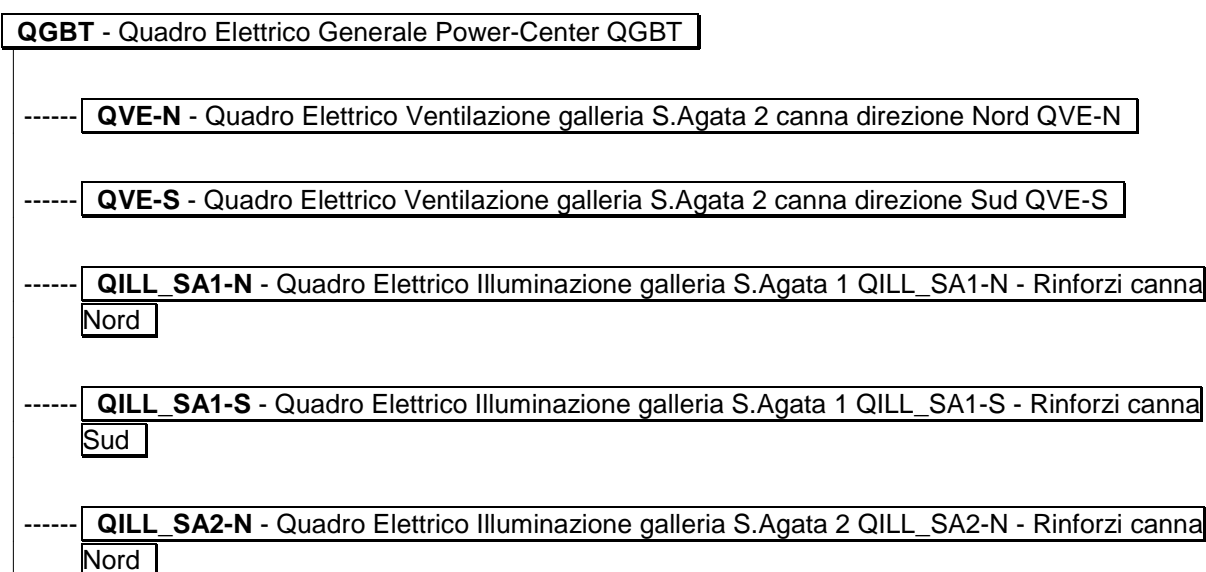 QGBT - Quadro Elettrico Generale Power-Center QGBT
------ QVE-N - Quadro Elettrico Ventilazione galleria S.Agata 2 canna direzione Nord QVE-N
------ QVE-S - Quadro Elettrico Ventilazione galleria S.Agata 2 canna direzione Sud QVE-S
------ QILL_SA1-N - Quadro Elettrico Illuminazione galleria S.Agata 1 QILL_SA1-N - Rinforzi canna
Nord
------ QILL_SA1-S - Quadro Elettrico Illuminazione galleria S.Agata 1 QILL_SA1-S - Rinforzi canna
Sud
------ QILL_SA2-N - Quadro Elettrico Illuminazione galleria S.Agata 2 QILL_SA2-N - Rinforzi canna
Nord